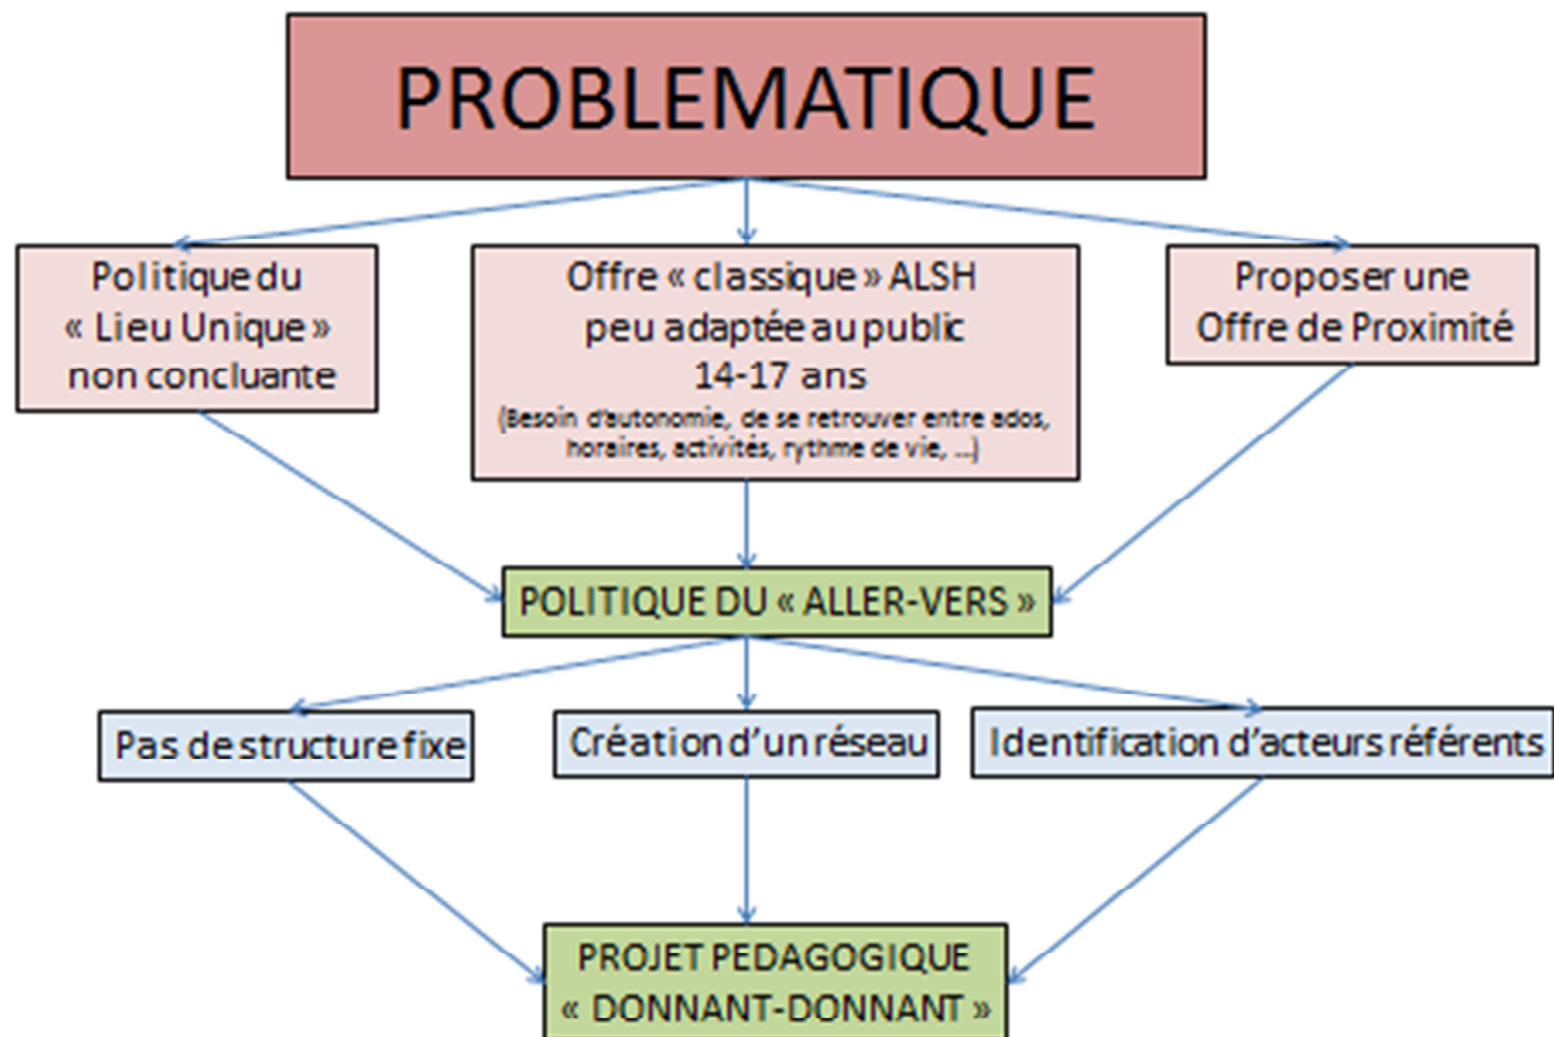 PROBLEMATIQUE
Politique du
« Lieu Unique »
non concluante
Offre « classique » ALSH
peu adaptée au public
14-17 ans
(Besoin d'autonomie, de se retrouver entre ados,
horaires, activités, rythme de vie, ...)
Proposer une
Offre de Proximité
POLITIQUE DU « ALLER-VERS »
Pas de structure fixe
Création d'un réseau
Identification d'acteurs référents
PROJET PEDAGOGIQUE
« DONNANT-DONNANT »